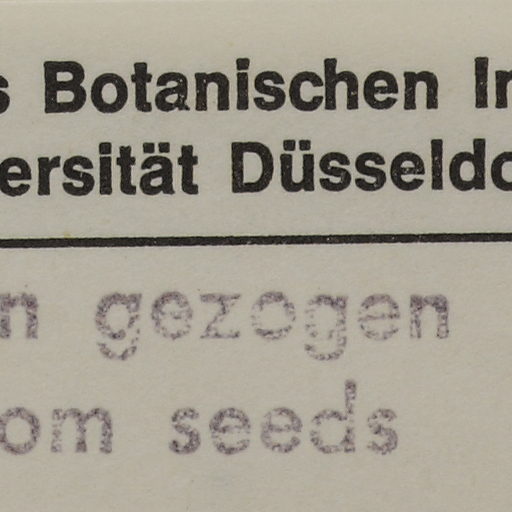 s Botanischen In
ersität Düsseldo
n gezogen
om seeds